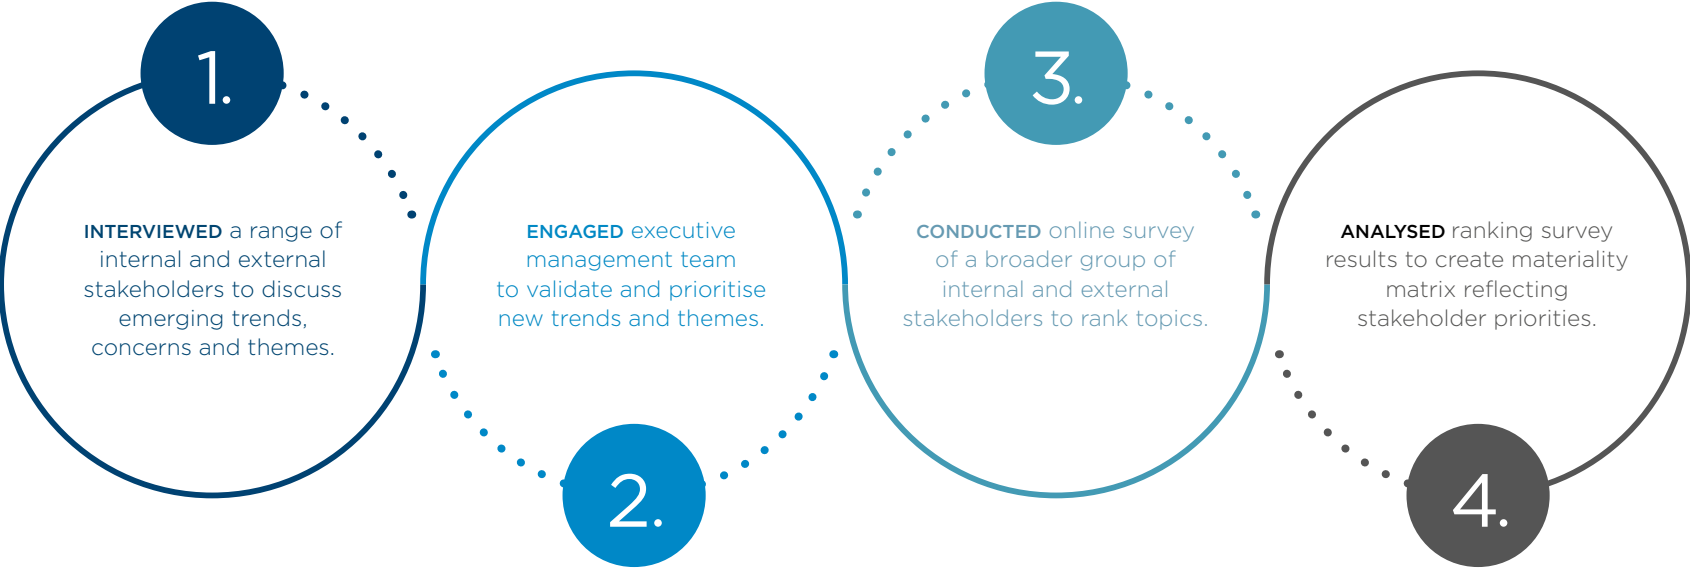 1.
INTERVIEWED a range of
internal and external
stakeholders to discuss
emerging trends,
concerns and themes.
2.
ENGAGED executive
management team
to validate and prioritise
new trends and themes.
3.
CONDUCTED online survey
of a broader group of
internal and external
stakeholders to rank topics.
4.
ANALYSED ranking survey
results to create materiality
matrix reflecting
stakeholder priorities.